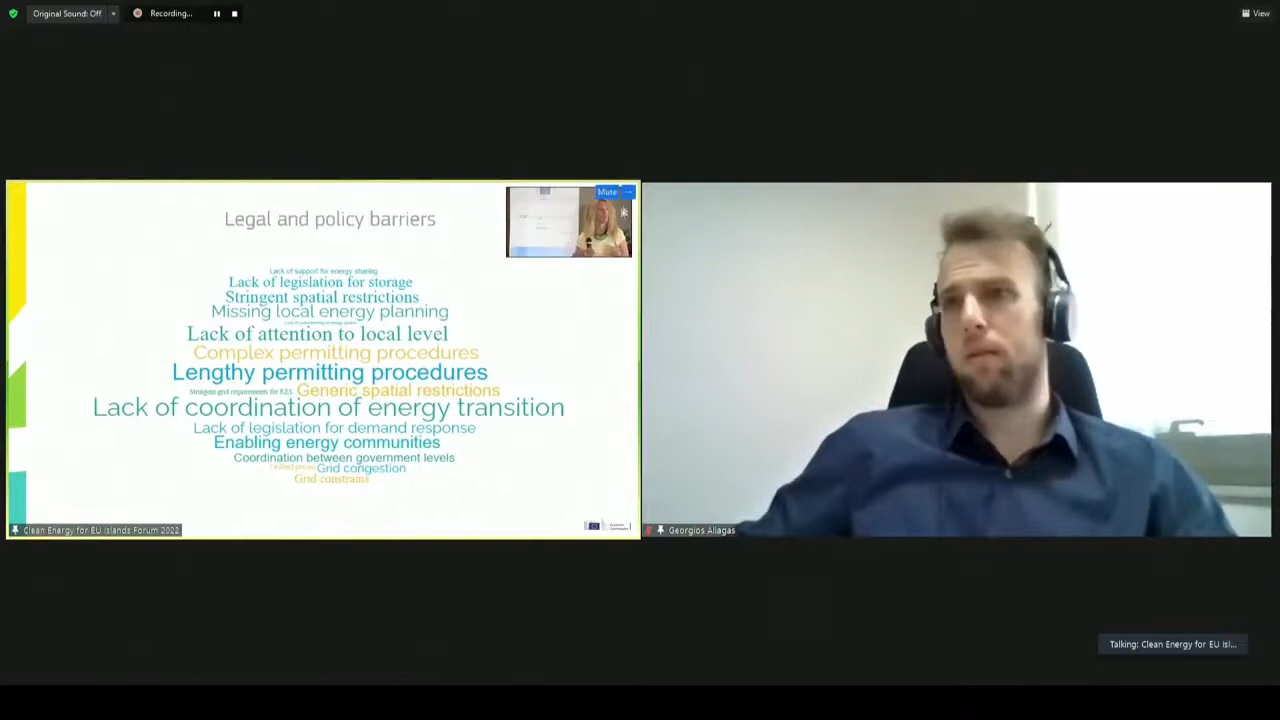 Original Sound: Off
Recording...
View
Mute
Legal and policy barriers
Lack of support for energy sharing
Lack of legislation for storage
Stringent spatial restrictions
Missing local energy planning
Lack of attention to local level
Complex permitting procedures
Lengthy permitting procedures
Stringent grid requirements for RES
Generic spatial restrictions
Lack of coordination of energy transition
Lack of legislation for demand response
Enabling energy communities
Coordination between government levels
Grid congestion
Grid constrains
European
Commission
Clean Energy for EU Islands Forum 2022
Georgios Aliagas
Talking: Clean Energy for EU Isl...